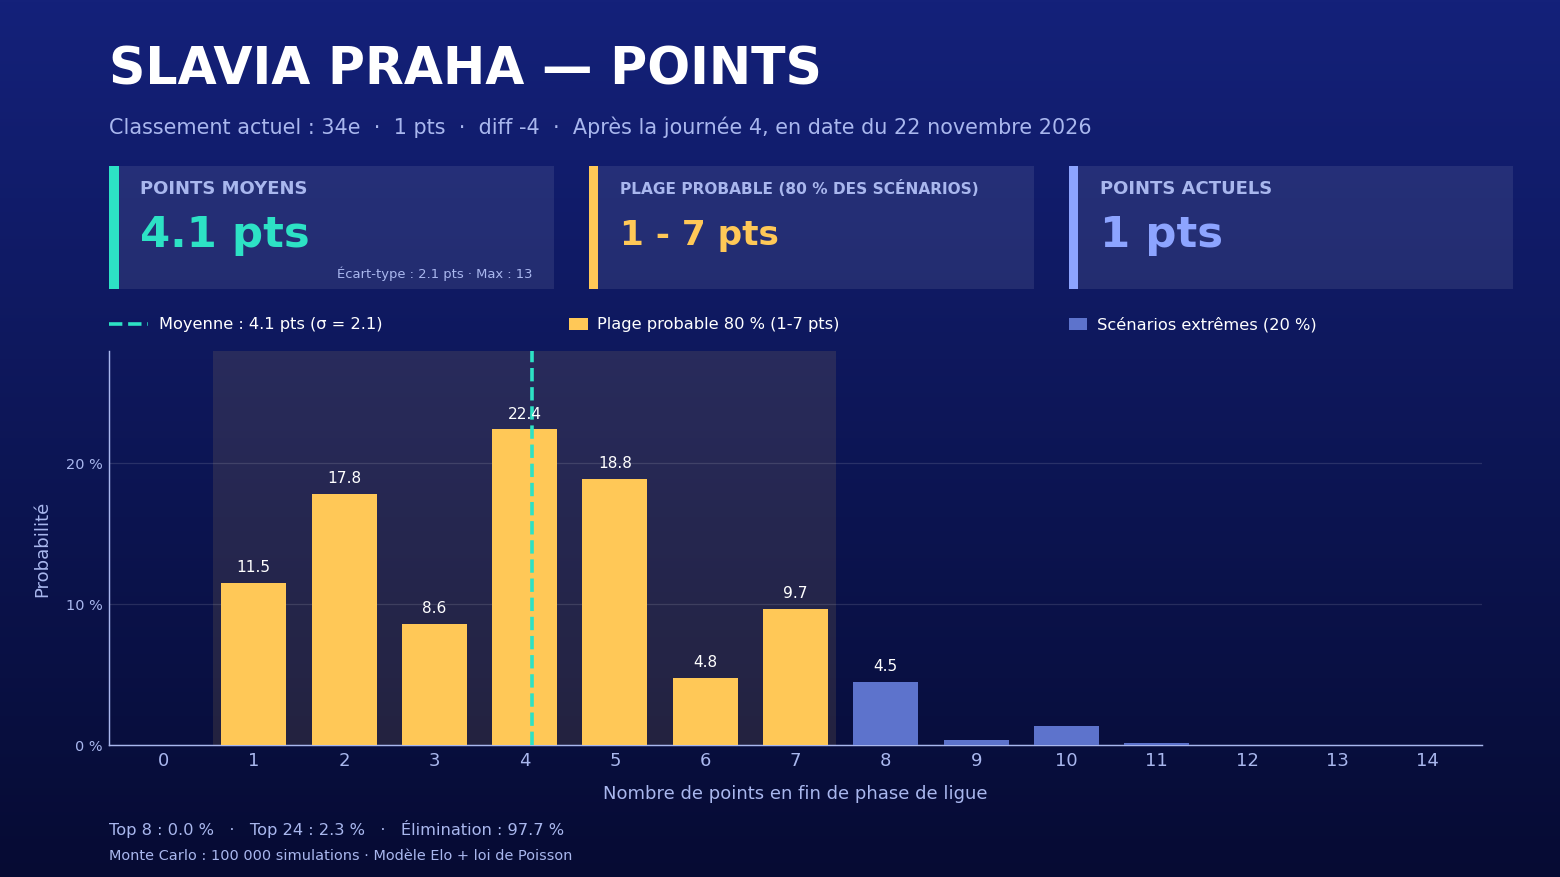 SLAVIA PRAHA — POINTS
Classement actuel : 34e · 1 pts · diff -4 · Après la journée 4, en date du 22 novembre 2026
POINTS MOYENS
4.1 pts
Écart-type : 2.1 pts · Max : 13
PLAGE PROBABLE (80 % DES SCÉNARIOS)
1 - 7 pts
POINTS ACTUELS
1 pts
Moyenne : 4.1 pts (σ = 2.1)
Plage probable 80 % (1-7 pts)
Scénarios extrêmes (20 %)
Probabilité
20 %
10 %
0 %
11.5
17.8
8.6
22.4
18.8
4.8
9.7
4.5
0 1 2 3 4 5 6 7 8 9 10 11 12 13 14
Nombre de points en fin de phase de ligue
Top 8 : 0.0 % · Top 24 : 2.3 % · Élimination : 97.7 %
Monte Carlo : 100 000 simulations · Modèle Elo + loi de Poisson